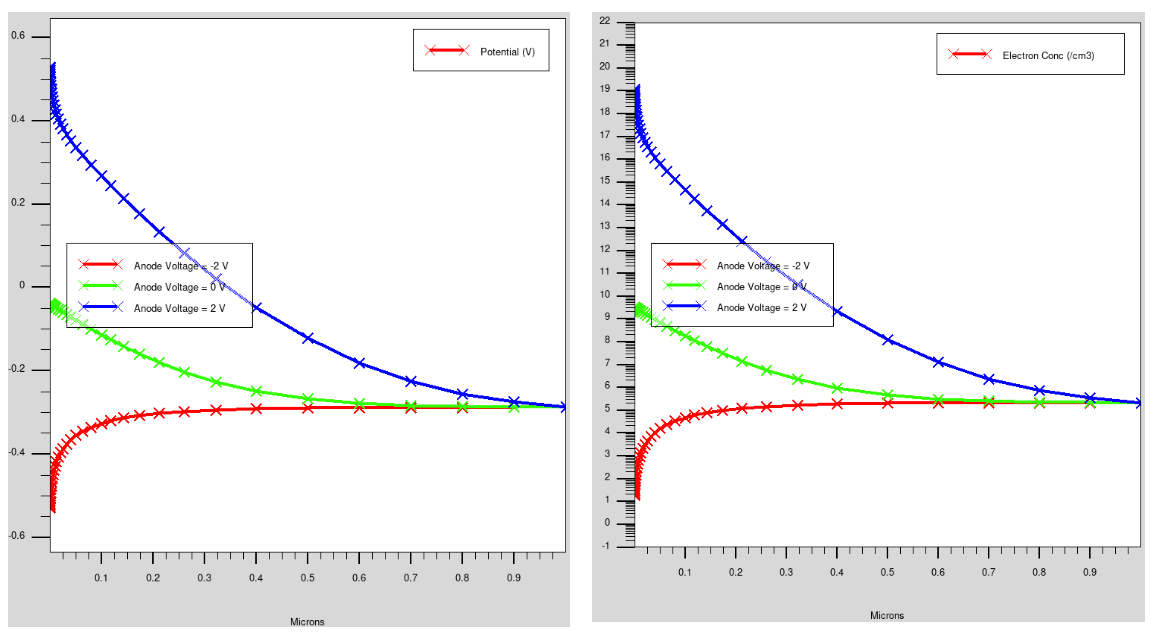 0.6
0.4
0.2
0
-0.2
-0.4
-0.6
Potential (V)
Anode Voltage = -2 V
Anode Voltage = 0 V
Anode Voltage = 2 V
0.1 0.2 0.3 0.4 0.5 0.6 0.7 0.8 0.9
Microns
22
21
20
19
18
17
16
15
14
13
12
11
10
9
8
7
6
5
4
3
2
1
0
-1
Electron Conc (/cm3)
Anode Voltage = -2 V
Anode Voltage = 0 V
Anode Voltage = 2 V
0.1 0.2 0.3 0.4 0.5 0.6 0.7 0.8 0.9
Microns